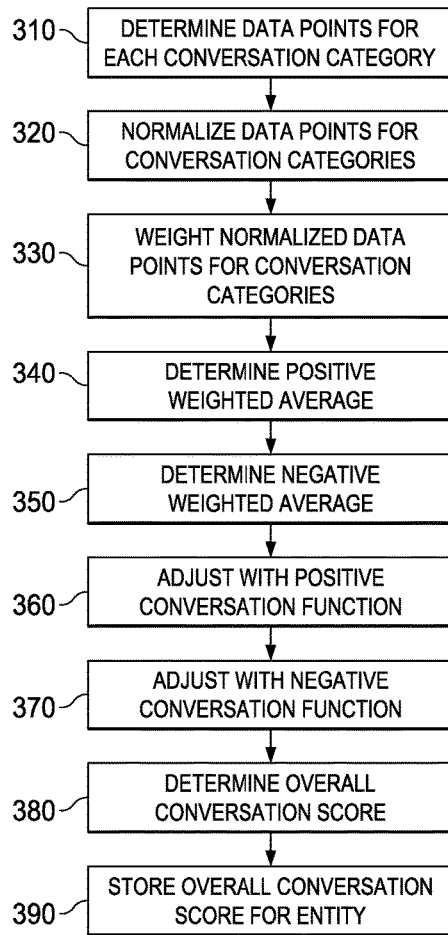 310
DETERMINE DATA POINTS FOR
EACH CONVERSATION CATEGORY
320
NORMALIZE DATA POINTS FOR
CONVERSATION CATEGORIES
330
WEIGHT NORMALIZED DATA
POINTS FOR CONVERSATION
CATEGORIES
340
DETERMINE POSITIVE
WEIGHTED AVERAGE
350
DETERMINE NEGATIVE
WEIGHTED AVERAGE
360
ADJUST WITH POSITIVE
CONVERSATION FUNCTION
370
ADJUST WITH NEGATIVE
CONVERSATION FUNCTION
380
DETERMINE OVERALL
CONVERSATION SCORE
390
STORE OVERALL CONVERSATION
SCORE FOR ENTITY